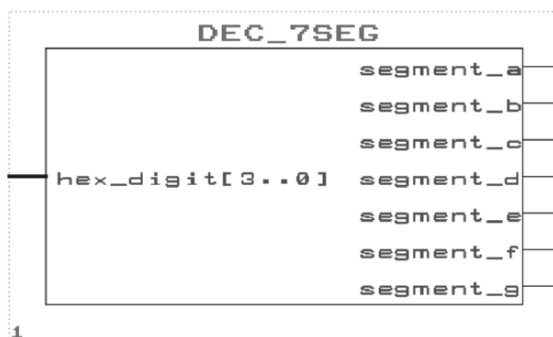 DEC_7SEG
segment_a
segment_b
segment_c
hex_digit[3..0] segment_d
segment_e
segment_f
segment_g
1